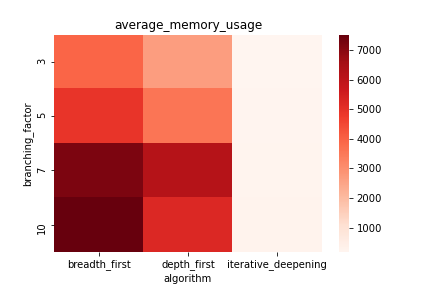 average_memory_usage
branching_factor
3
5
7
10
breadth_first
depth_first
iterative_deepening
algorithm
7000
6000
5000
4000
3000
2000
1000